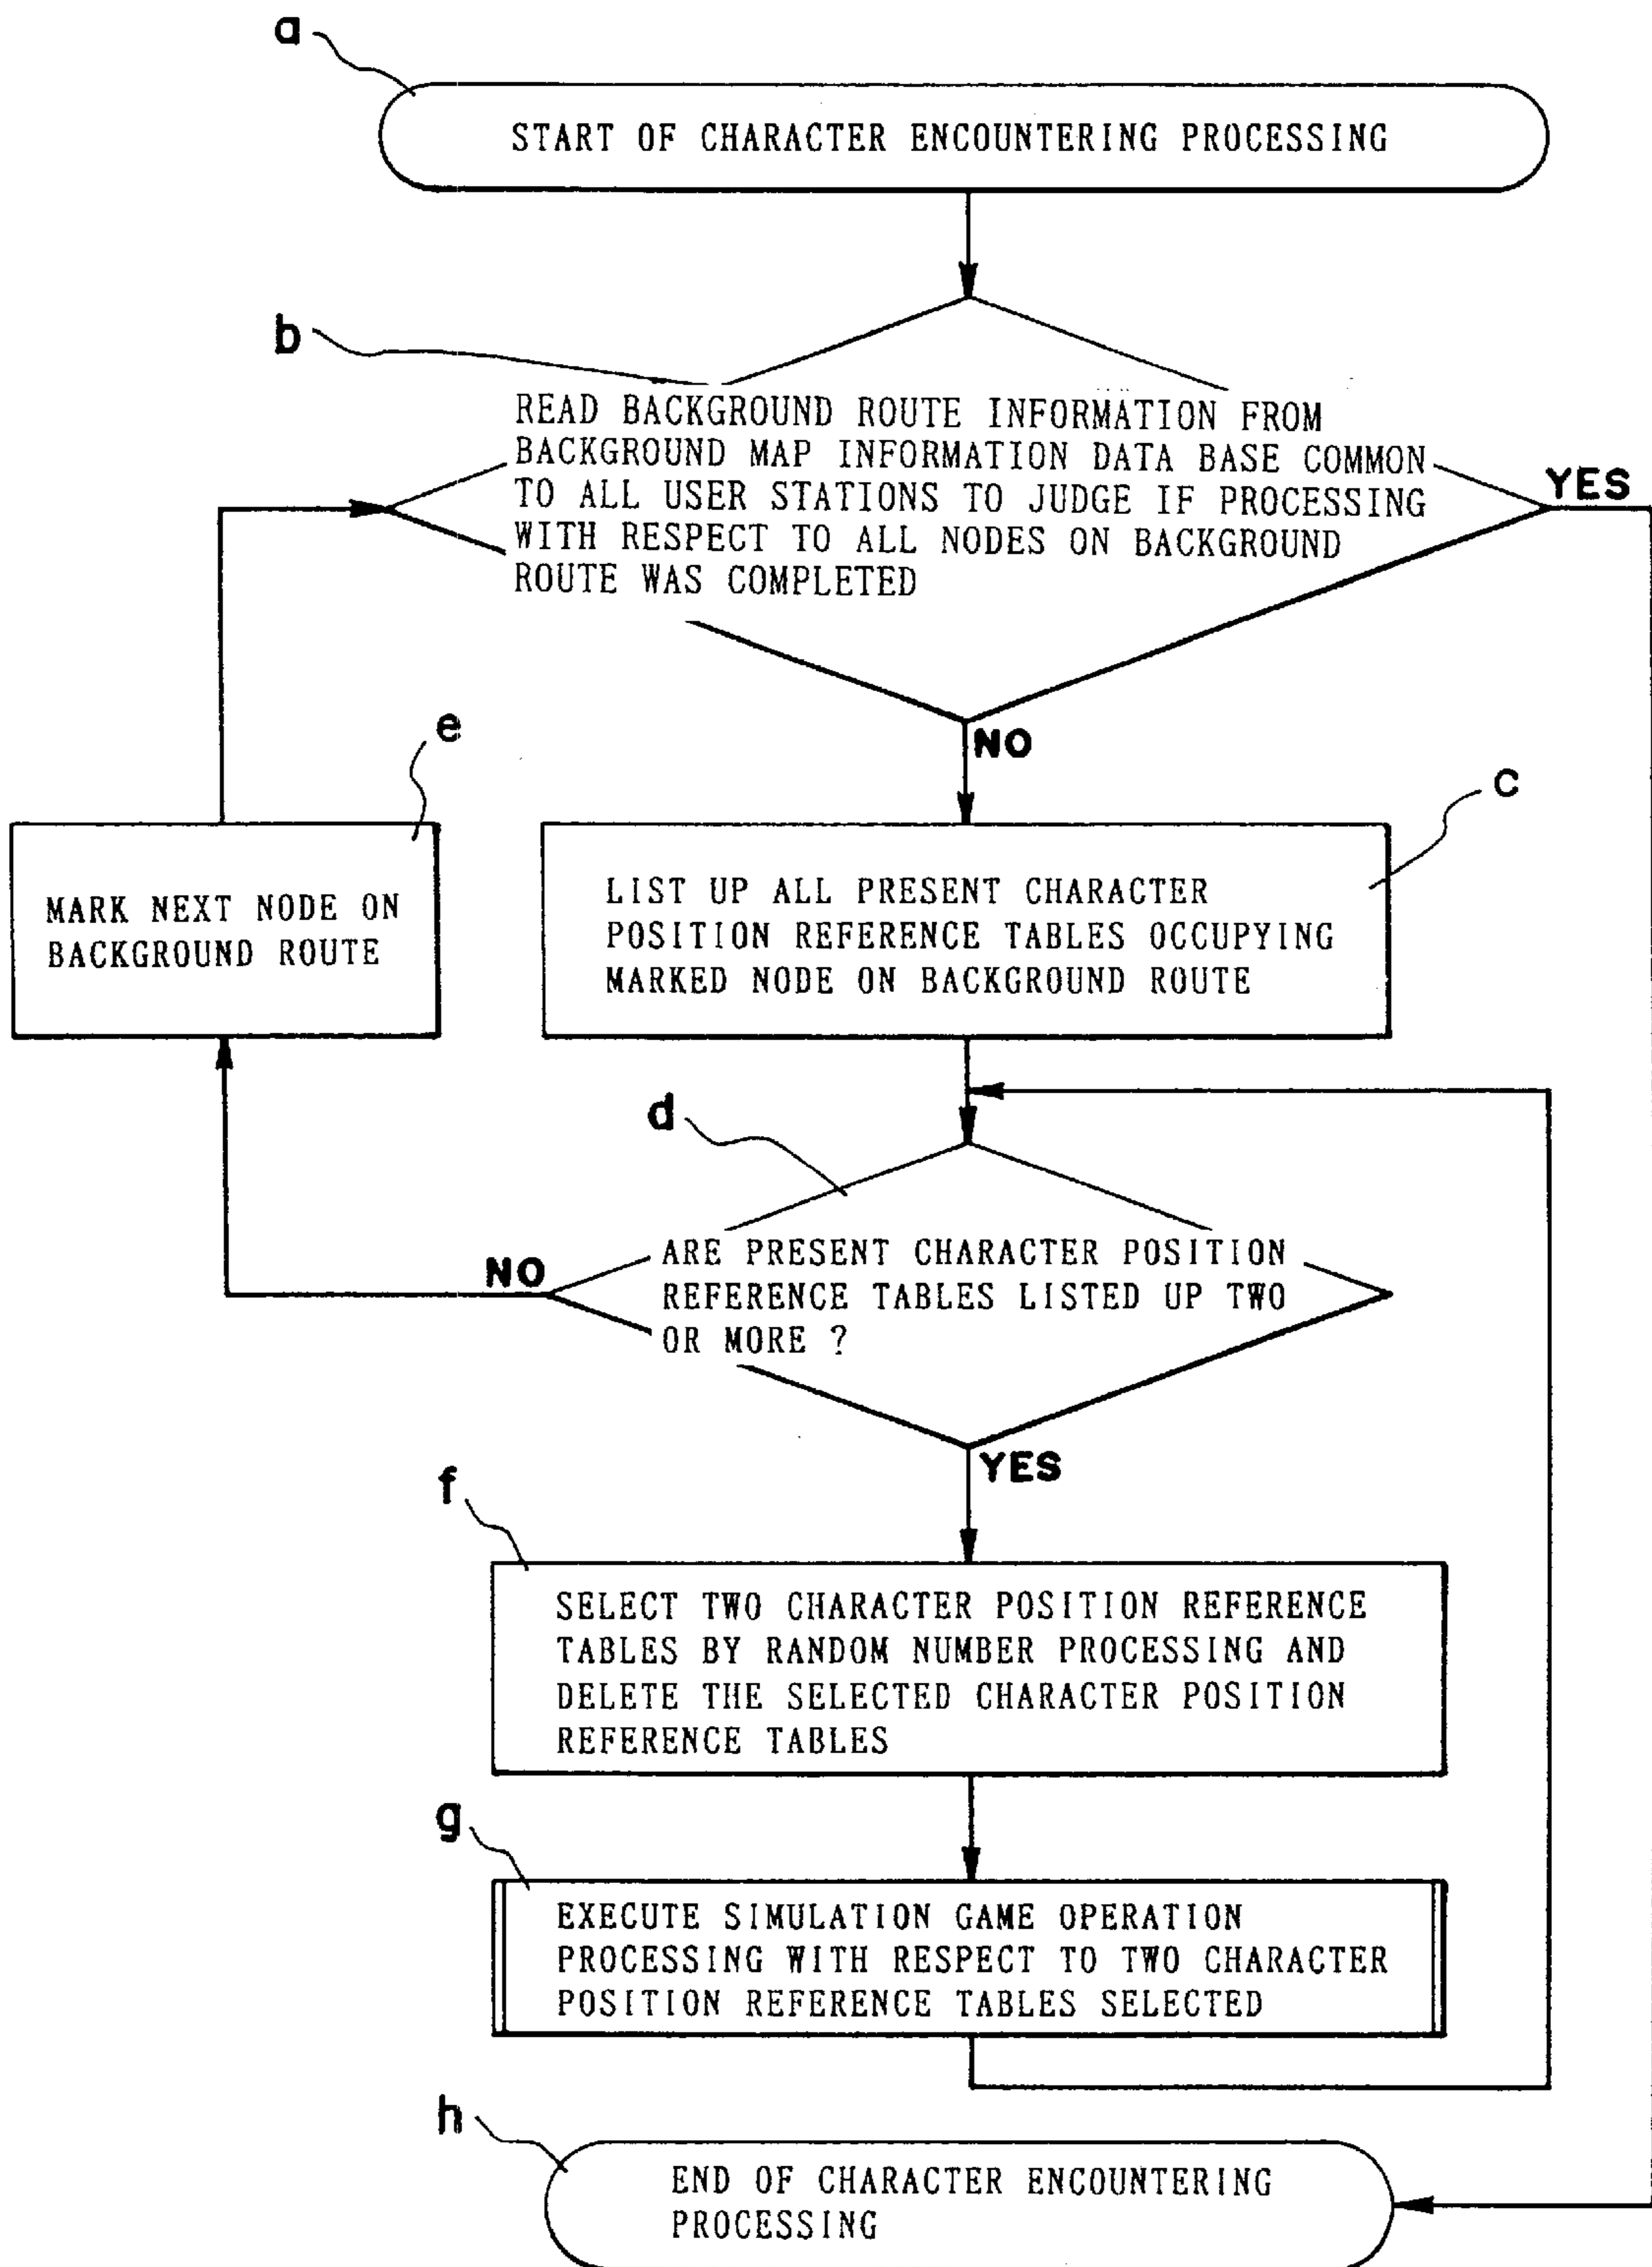 a
START OF CHARACTER ENCOUNTERING PROCESSING
b
READ BACKGROUND ROUTE INFORMATION FROM
BACKGROUND MAP INFORMATION DATA BASE COMMON
TO ALL USER STATIONS TO JUDGE IF PROCESSING
WITH RESPECT TO ALL NODES ON BACKGROUND
ROUTE WAS COMPLETED
YES
NO
e
MARK NEXT NODE ON
BACKGROUND ROUTE
c
LIST UP ALL PRESENT CHARACTER
POSITION REFERENCE TABLES OCCUPYING
MARKED NODE ON BACKGROUND ROUTE
d
NO
ARE PRESENT CHARACTER POSITION
REFERENCE TABLES LISTED UP TWO
OR MORE ?
YES
f
SELECT TWO CHARACTER POSITION REFERENCE
TABLES BY RANDOM NUMBER PROCESSING AND
DELETE THE SELECTED CHARACTER POSITION
REFERENCE TABLES
g
EXECUTE SIMULATION GAME OPERATION
PROCESSING WITH RESPECT TO TWO CHARACTER
POSITION REFERENCE TABLES SELECTED
h
END OF CHARACTER ENCOUNTERING
PROCESSING